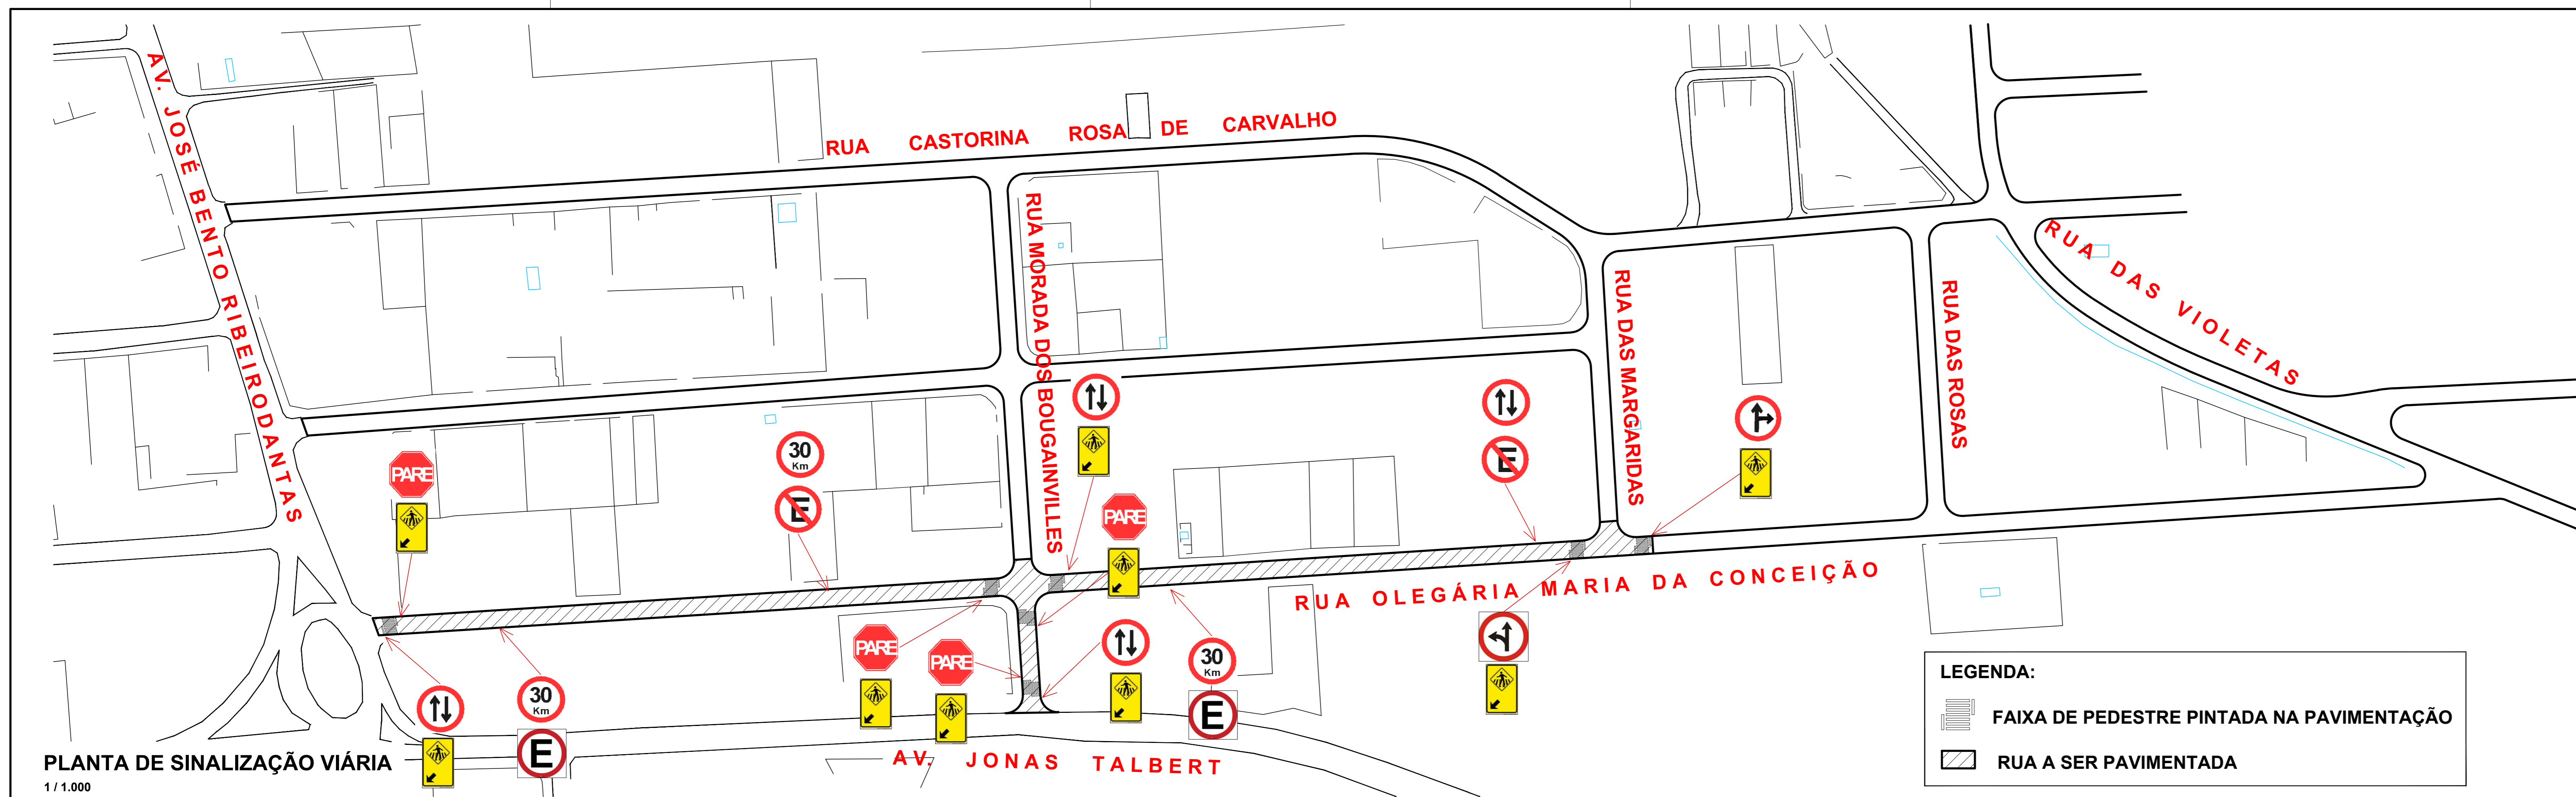 AV. JOSÉ BENTO RIBEIRODANTAS
RUA CASTORINA ROSA DE CARVALHO
RUA MORADA DOS BOUGAINVILLES
RUA DAS MARGARIDAS
RUA DAS ROSAS
RUA DAS VIOLETAS
PARE
30
Km
E
PARE
E
RUA OLEGÁRIA MARIA DA CONCEIÇÃO
PARE
PARE
30
Km
E
30
Km
E
AV. JONAS TALBERT
PLANTA DE SINALIZAÇÃO VIÁRIA
1 / 1.000
LEGENDA:
FAIXA DE PEDESTRE PINTADA NA PAVIMENTAÇÃO
RUA A SER PAVIMENTADA